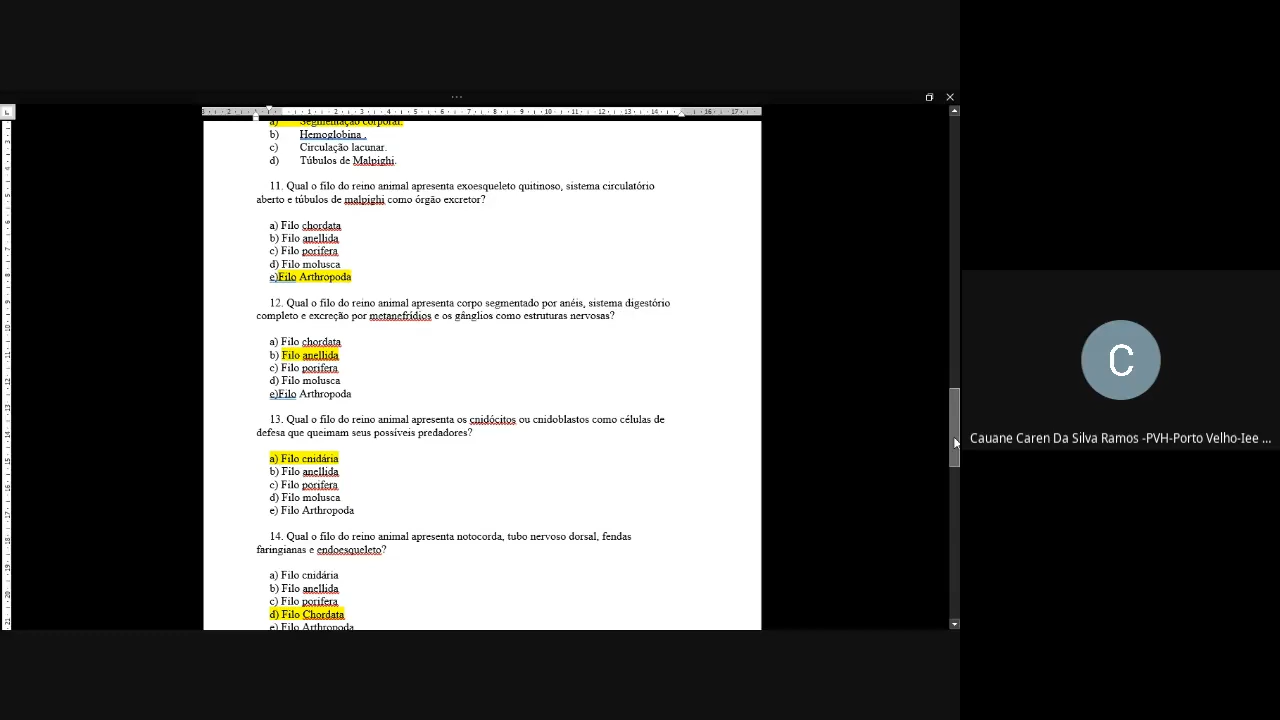 a) Segmentação corporal.
b) Hemoglobina .
c) Circulação lacunar.
d) Túbulos de Malpighi.
11. Qual o filo do reino animal apresenta exoesqueleto quitinoso, sistema circulatório
aberto e túbulos de malpighi como órgão excretor?
a) Filo chordata
b) Filo anellida
c) Filo porifera
d) Filo molusca
e)Filo Arthropoda
12. Qual o filo do reino animal apresenta corpo segmentado por anéis, sistema digestório
completo e excreção por metanefrídios e os gânglios como estruturas nervosas?
a) Filo chordata
b) Filo anellida
c) Filo porifera
d) Filo molusca
e)Filo Arthropoda
13. Qual o filo do reino animal apresenta os cnidócitos ou cnidoblastos como células de
defesa que queimam seus possíveis predadores?
a) Filo cnidária
b) Filo anellida
c) Filo porifera
d) Filo molusca
e) Filo Arthropoda
14. Qual o filo do reino animal apresenta notocorda, tubo nervoso dorsal, fendas
faringianas e endoesqueleto?
a) Filo cnidária
b) Filo anellida
c) Filo porifera
d) Filo Chordata
e) Filo Arthropoda
C
Cauane Caren Da Silva Ramos -PVH-Porto Velho-Iee ...